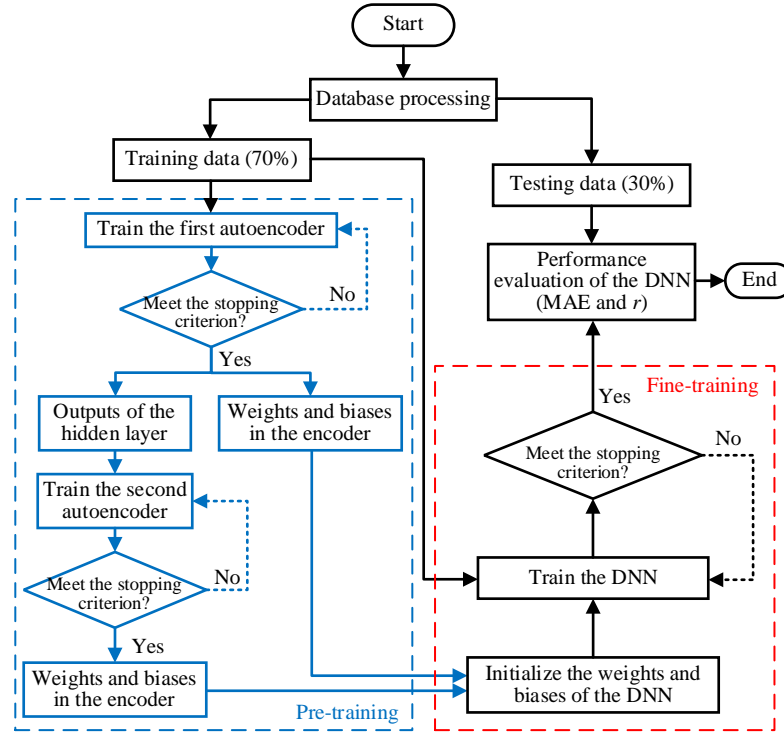 Start
Database processing
Training data (70%)
Testing data (30%)
Train the first autoencoder
Meet the stopping
criterion?
No
Yes
Outputs of the
hidden layer
Weights and biases
in the encoder
Train the second
autoencoder
Meet the stopping
criterion?
No
Yes
Weights and biases
in the encoder
Pre-training
Performance
evaluation of the DNN
(MAE and r)
End
Fine-training
Yes
Meet the stopping
criterion?
No
Train the DNN
Initialize the weights and
biases of the DNN